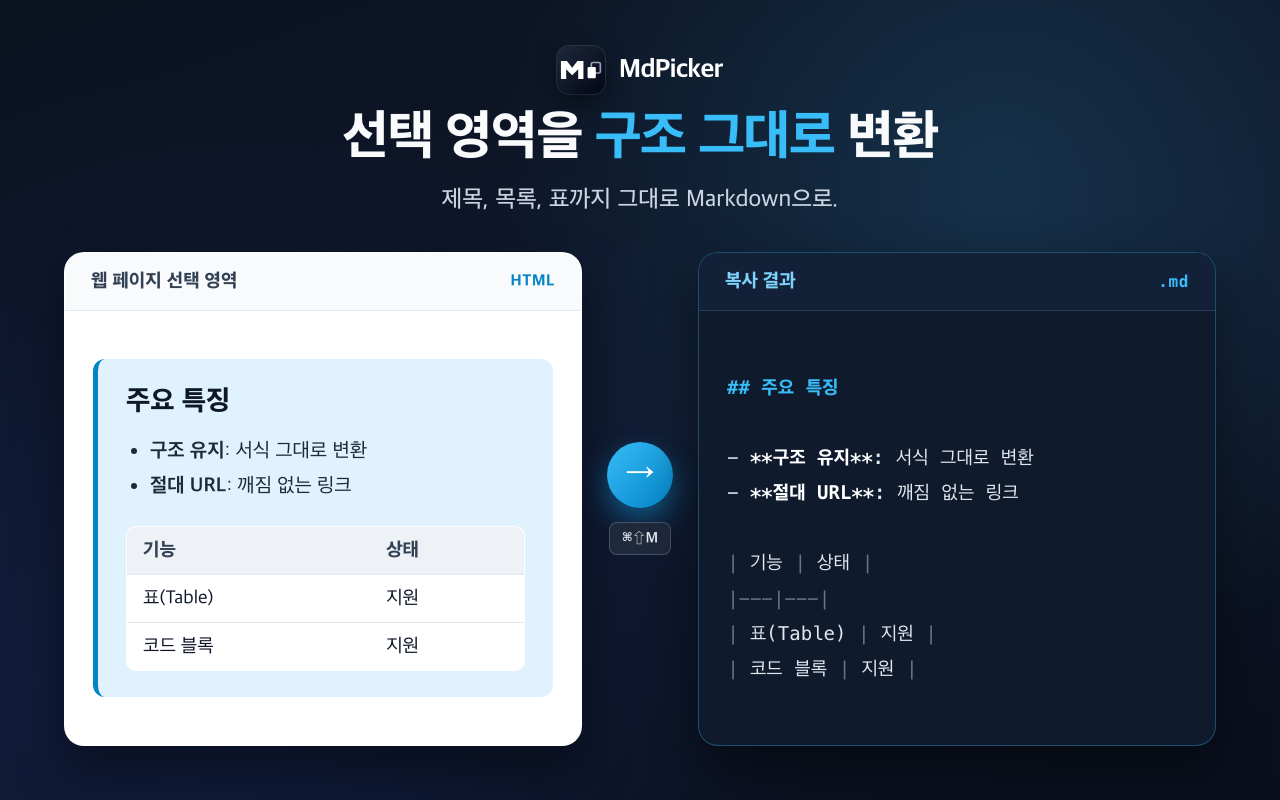 MdPicker
선택 영역을 구조 그대로 변환
제목, 목록, 표까지 그대로 Markdown으로.
웹 페이지 선택 영역
HTML
주요 특징
• 구조 유지: 서식 그대로 변환
• 절대 URL: 깨짐 없는 링크
기능 상태
표(Table) 지원
코드 블록 지원
→
⌘⇧M
복사 결과
.md
## 주요 특징
- **구조 유지**: 서식 그대로 변환
- **절대 URL**: 깨짐 없는 링크
| 기능 | 상태 |
|---|---|
| 표(Table) | 지원 |
| 코드 블록 | 지원 |